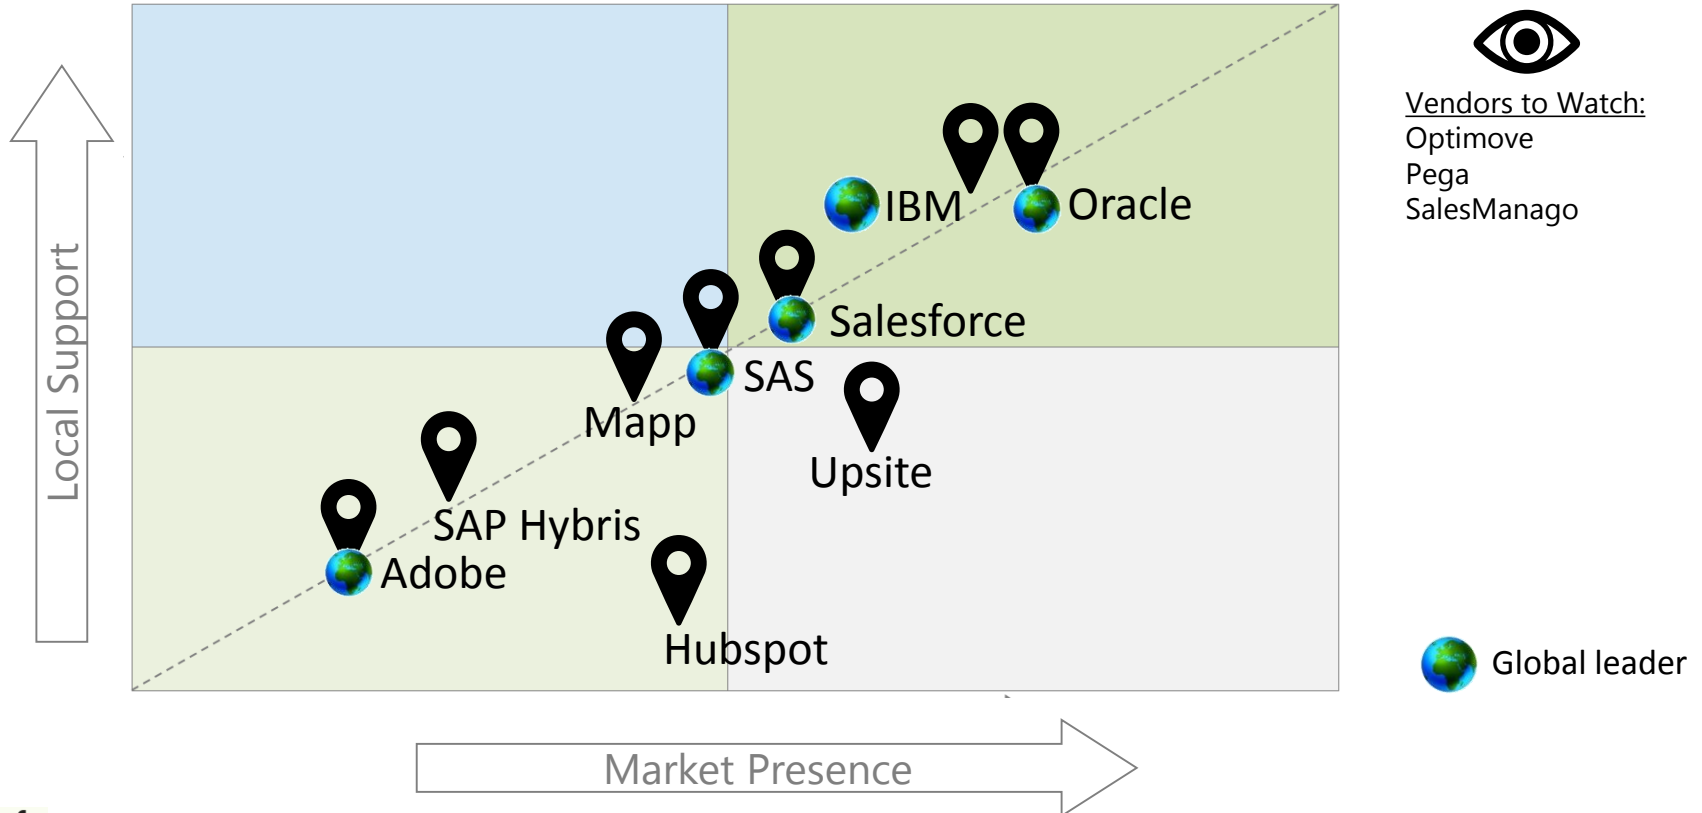 Vendors to Watch:
Optimove
Pega
SalesManago
Local Support
IBM
Oracle
Salesforce
SAS
Mapp
Upsite
SAP Hybris
Adobe
Hubspot
Global leader
Market Presence